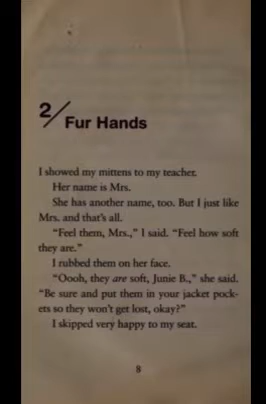 2/Fur Hands
I showed my mittens to my teacher.
Her name is Mrs.
She has another name, too. But I just like
Mrs. and that's all.
"Feel them, Mrs.," I said. "Feel how soft
they are."
I rubbed them on her face.
"Oooh, they are soft, Junie B.," she said.
"Be sure and put them in your jacket pock-
ets so they won't get lost, okay?"
I skipped very happy to my seat.
8